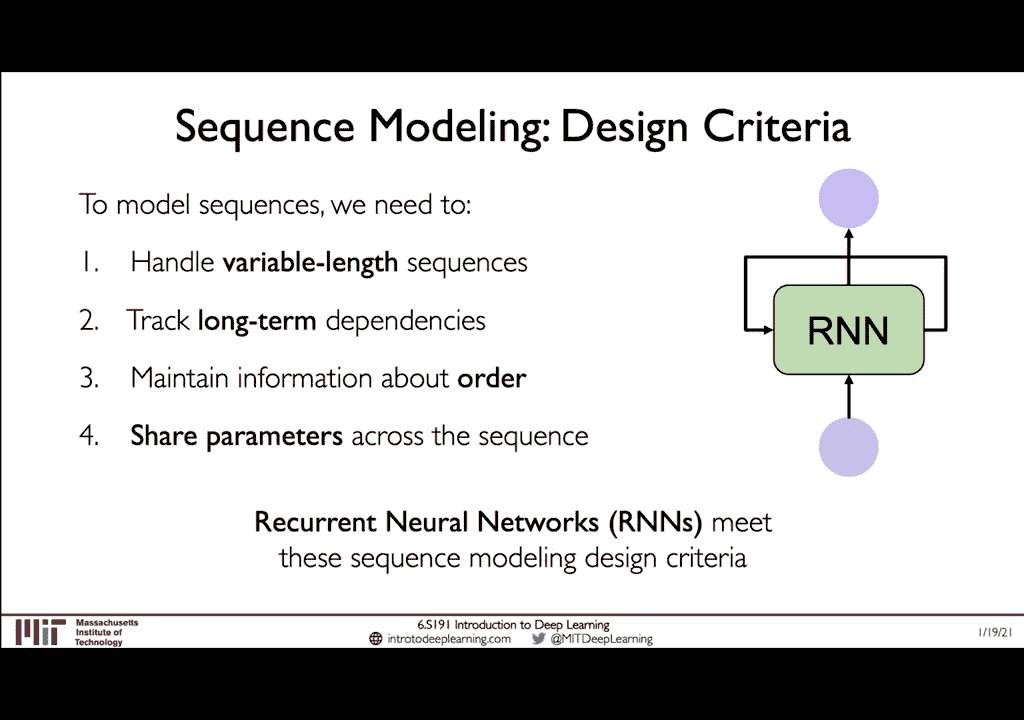 Sequence Modeling: Design Criteria
To model sequences, we need to:
1. Handle variable-length sequences
2. Track long-term dependencies
3. Maintain information about order
4. Share parameters across the sequence
RNN
Recurrent Neural Networks (RNNs) meet
these sequence modeling design criteria
Massachusetts
Institute of
Technology
6.S191 Introduction to Deep Learning
introtodeeplearning.com @MITDeepLearning
1/19/21